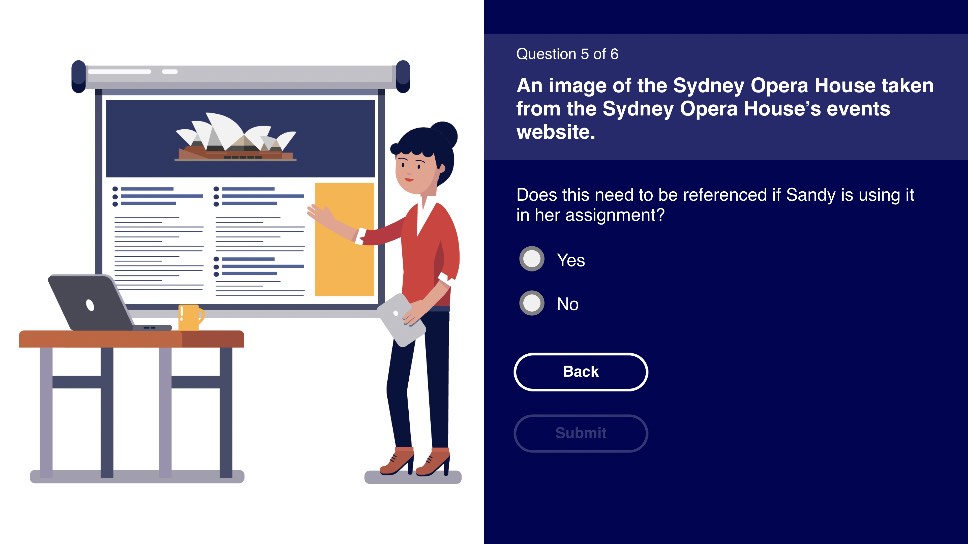 Question 5 of 6
An image of the Sydney Opera House taken
from the Sydney Opera House’s events
website.
Does this need to be referenced if Sandy is using it
in her assignment?
Yes
No
Back
Submit